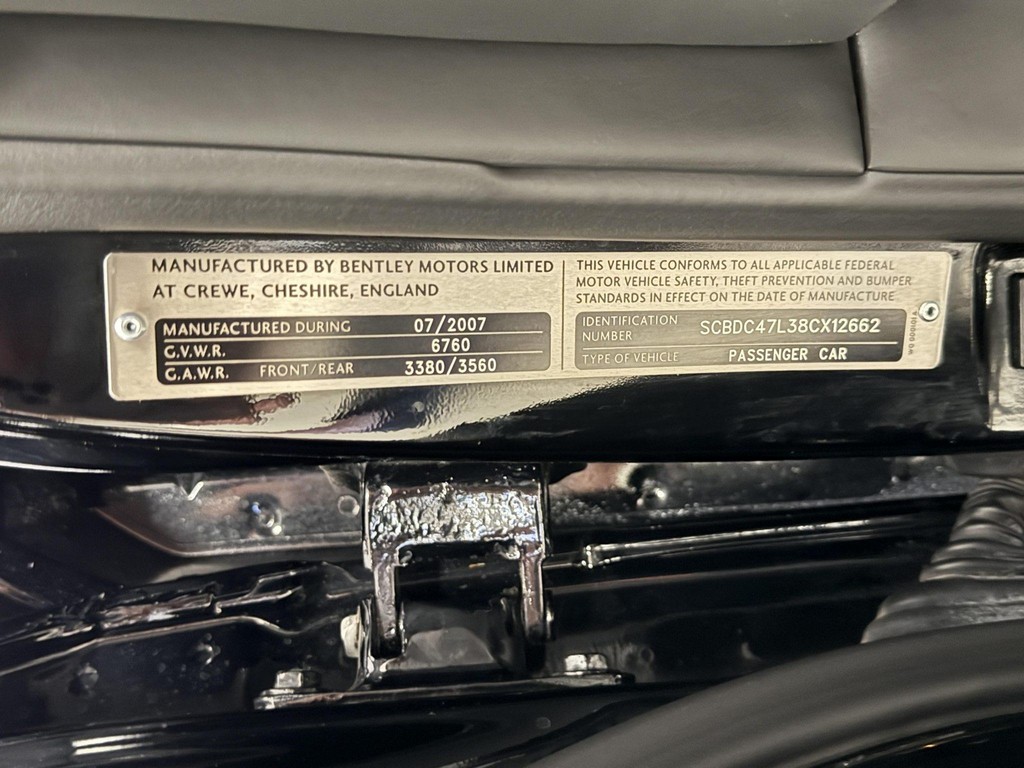 MANUFACTURED BY BENTLEY MOTORS LIMITED
AT CREWE, CHESHIRE, ENGLAND
MANUFACTURED DURING 07/2007
G.V.W.R. 6760
G.A.W.R. FRONT/REAR 3380/3560
THIS VEHICLE CONFORMS TO ALL APPLICABLE FEDERAL
MOTOR VEHICLE SAFETY, THEFT PREVENTION AND BUMPER
STANDARDS IN EFFECT ON THE DATE OF MANUFACTURE
IDENTIFICATION
NUMBER SCBDC47L38CX12662
TYPE OF VEHICLE PASSENGER CAR